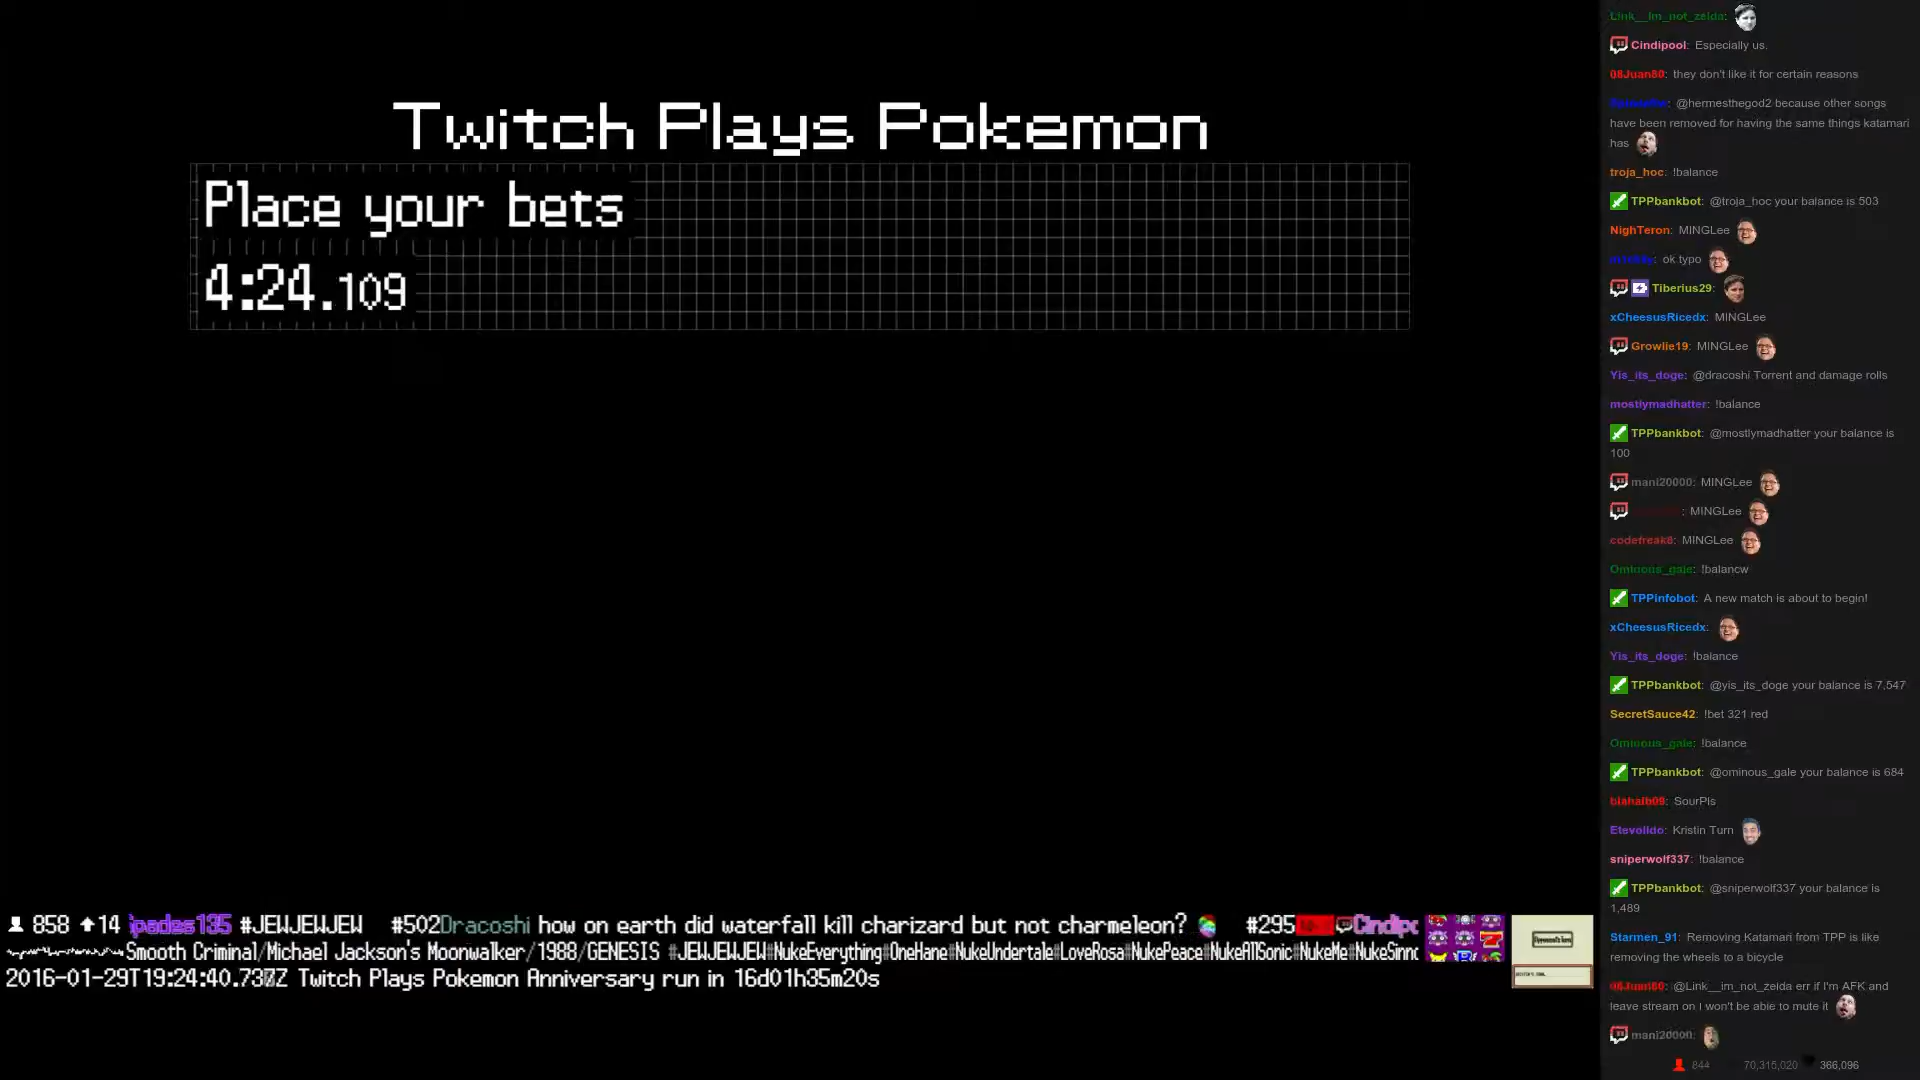 Twitch Plays Pokemon
Place your bets
4:24.109
858 14 #JEWJEWJEW #502Dracoshi how on earth did waterfall kill charizard but not charmeleon? #295
Smooth Criminal/Michael Jackson's Moonwalker/1988/GENESIS #JEWJEWJEW#NukeEverything#OneHane#NukeUndertale#LoveRosa#NukePeace#NukeAllSonic#NukeMe#NukeSinnc
2016-01-29T19:24:40.730Z Twitch Plays Pokemon Anniversary run in 16d01h35m20s
Link__im_not_zelda:
Cindipool: Especially us.
08Juan80: they don't like it for certain reasons
@hermesthegod2 because other songs
have been removed for having the same things katamari
has
troja_hoc: !balance
TPPbankbot: @troja_hoc your balance is 503
NighTeron: MINGLee
ok typo
Tiberius29:
xCheesusRicedx: MINGLee
Growlie19: MINGLee
Yis_its_doge: @dracoshi Torrent and damage rolls
mostlymadhatter: !balance
TPPbankbot: @mostlymadhatter your balance is
100
mani20000: MINGLee
: MINGLee
codefreak8: MINGLee
Ominous_gale: !balancw
TPPinfobot: A new match is about to begin!
xCheesusRicedx:
Yis_its_doge: !balance
TPPbankbot: @yis_its_doge your balance is 7,547
SecretSauce42: !bet 321 red
Ominous_gale: !balance
TPPbankbot: @ominous_gale your balance is 684
SourPls
Etevolldo: Kristin Turn
sniperwolf337: !balance
TPPbankbot: @sniperwolf337 your balance is
1,489
Starmen_91: Removing Katamari from TPP is like
removing the wheels to a bicycle
08Juan80: @Link__im_not_zelda err if I'm AFK and
leave stream on i won't be able to mute it
mani20000:
844 70,315,020 366,096